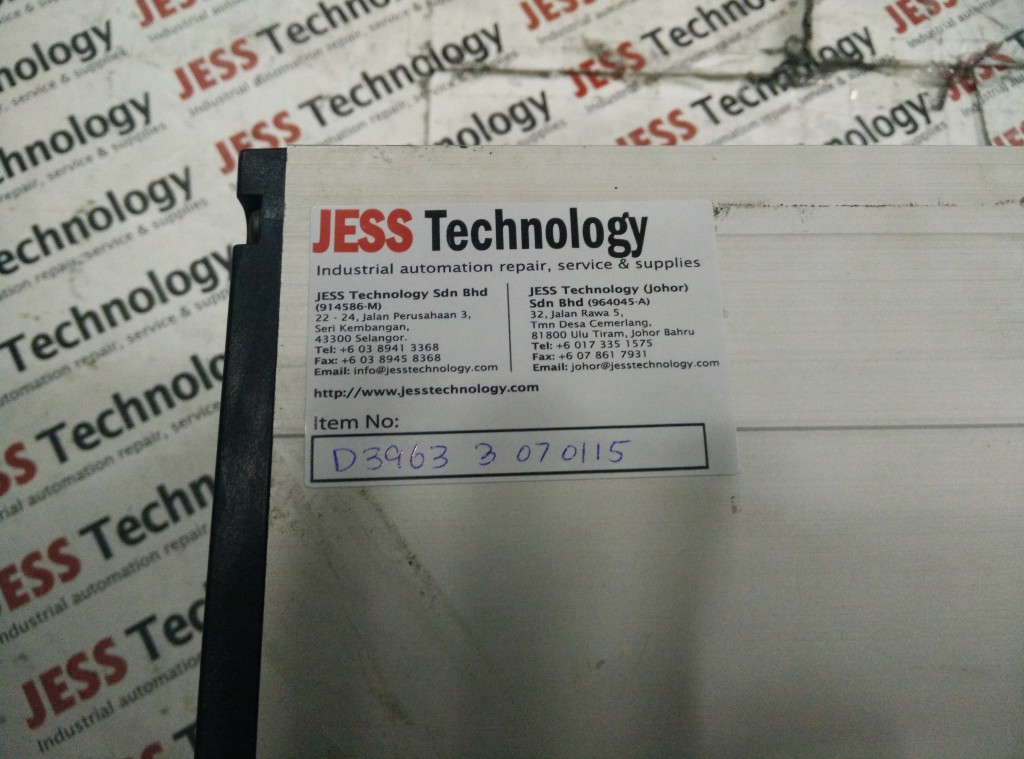 JESS Technology
Industrial automation repair, service & supplies
JESS Technology Sdn Bhd
(914586-M)
22 - 24, Jalan Perusahaan 3,
Seri Kembangan,
43300 Selangor.
Tel: +6 03 8941 3368
Fax: +6 03 8945 8368
Email: info@jesstechnology.com
JESS Technology (Johor)
Sdn Bhd (964045-A)
32, Jalan Rawa 5,
Tmn Desa Cemerlang,
81800 Ulu Tiram, Johor Bahru
Tel: +6 017 335 1575
Fax: +6 07 861 7931
Email: johor@jesstechnology.com
http://www.jesstechnology.com
Item No:
D3963 3 070115